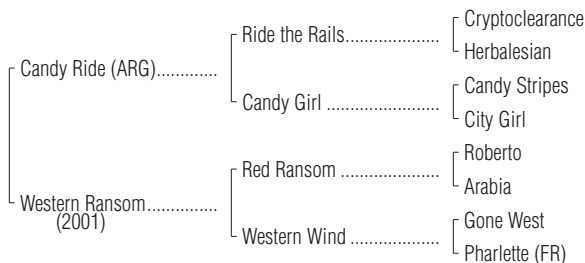 Cryptoclearance
Ride the Rails.......................
Herbalesian
Candy Ride (ARG).............
Candy Stripes
Candy Girl ...........................
City Girl
Roberto
Red Ransom ........................
Arabia
Western Ransom...............
(2001)
Gone West
Western Wind ......................
Pharlette (FR)